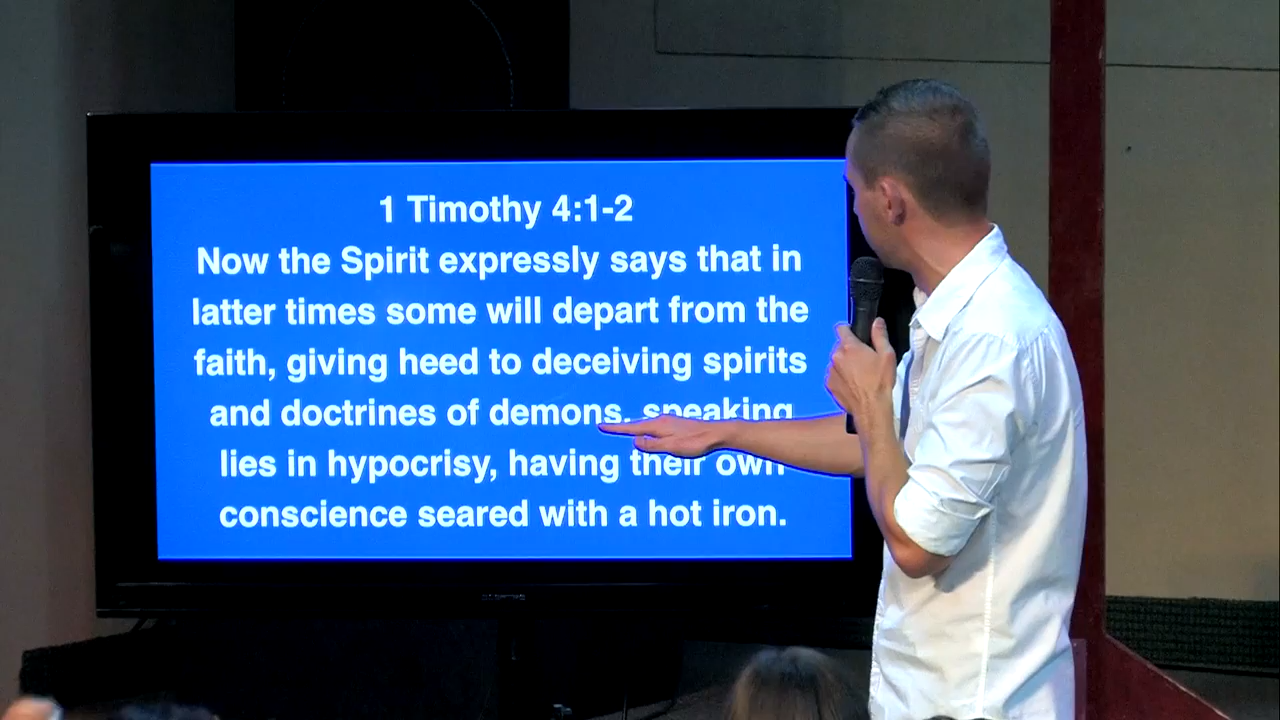 1 Timothy 4:1-2
Now the Spirit expressly says that in
latter times some will depart from the
faith, giving heed to deceiving spirits
and doctrines of demons, speaking
lies in hypocrisy, having their own
conscience seared with a hot iron.